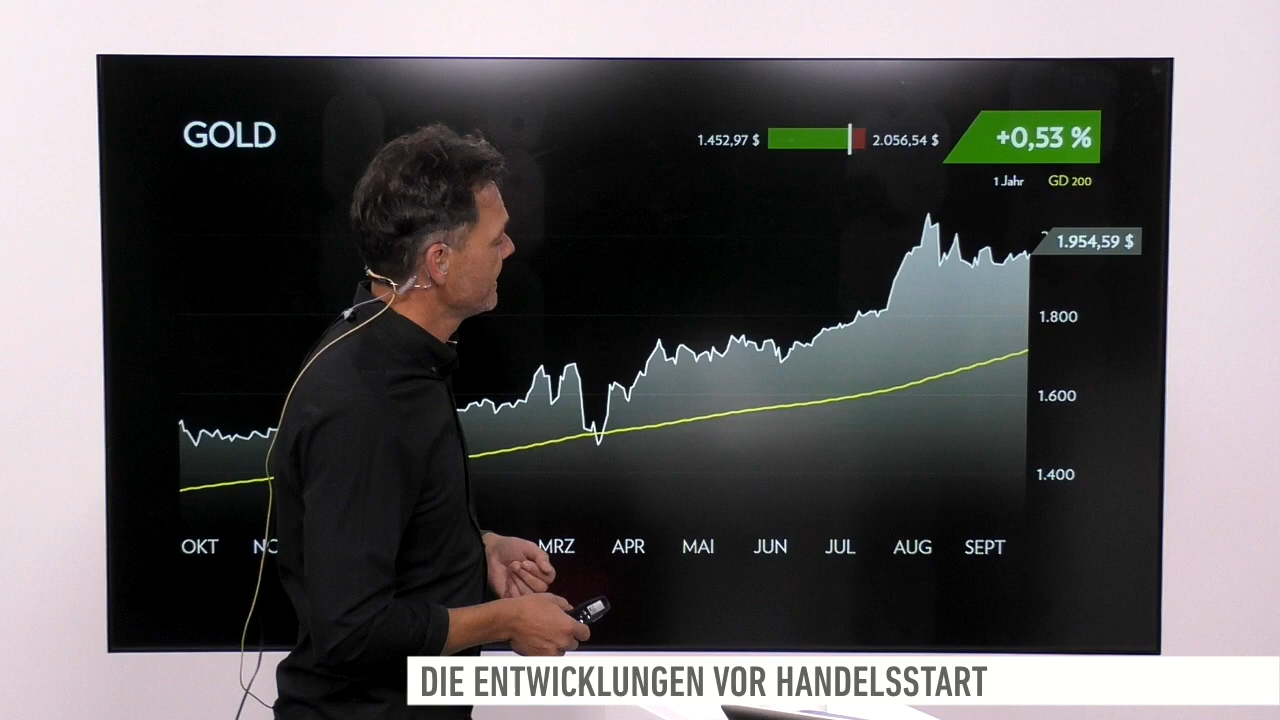 GOLD
1.452,97 $ 2.056,54 $
+0,53 %
1 Jahr GD 200
1.954,59 $
1.800
1.600
1.400
OKT MRZ APR MAI JUN JUL AUG SEPT
DIE ENTWICKLUNGEN VOR HANDELSSTART